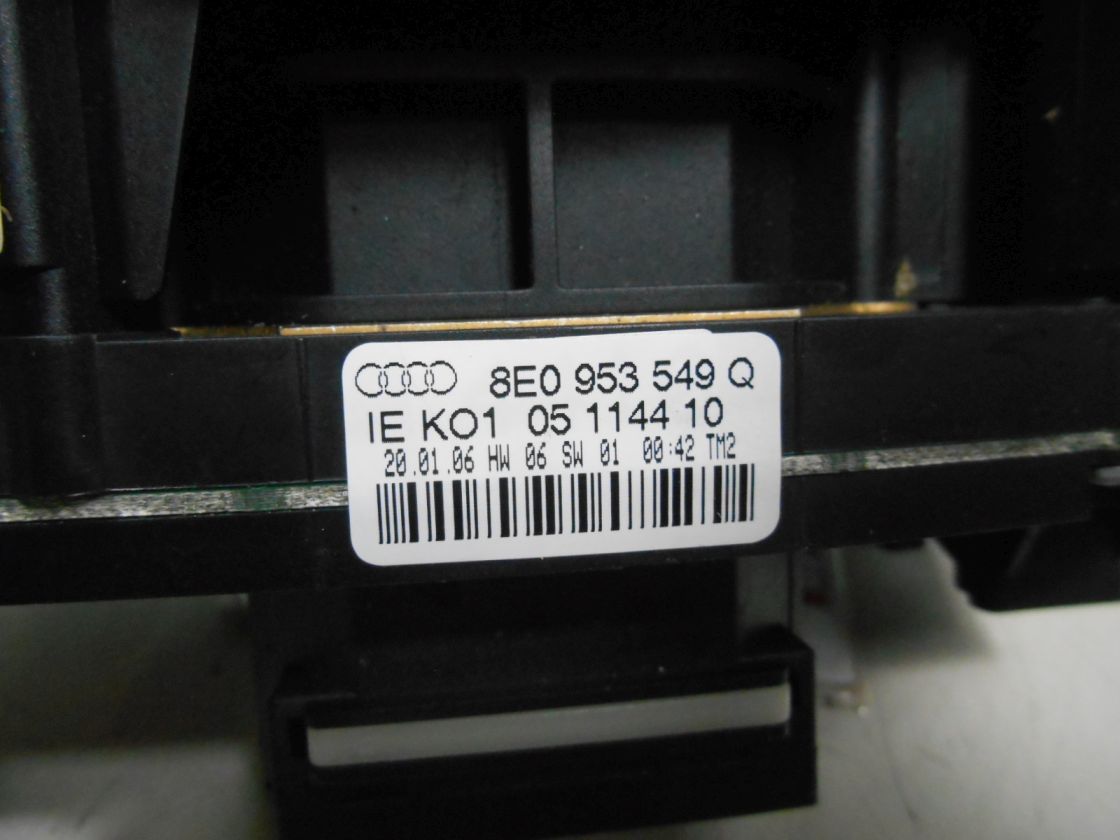 8E0 953 549 Q
IE KO1 05 1144 10
20.01.06 HW 06 SW 01 00:42 TM2